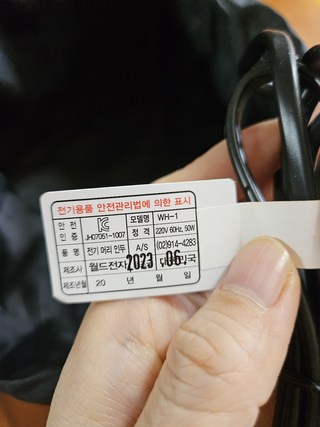 전기용품 안전관리법에 의한 표시
안전인증 KC JH07051-1007 모델명 WH-1
정격 220V 60Hz, 50W
품명 전기 머리 인두 A/S (02)914-4283
제조사 월드전자
2023 .06
제조년월 20 년 월 일